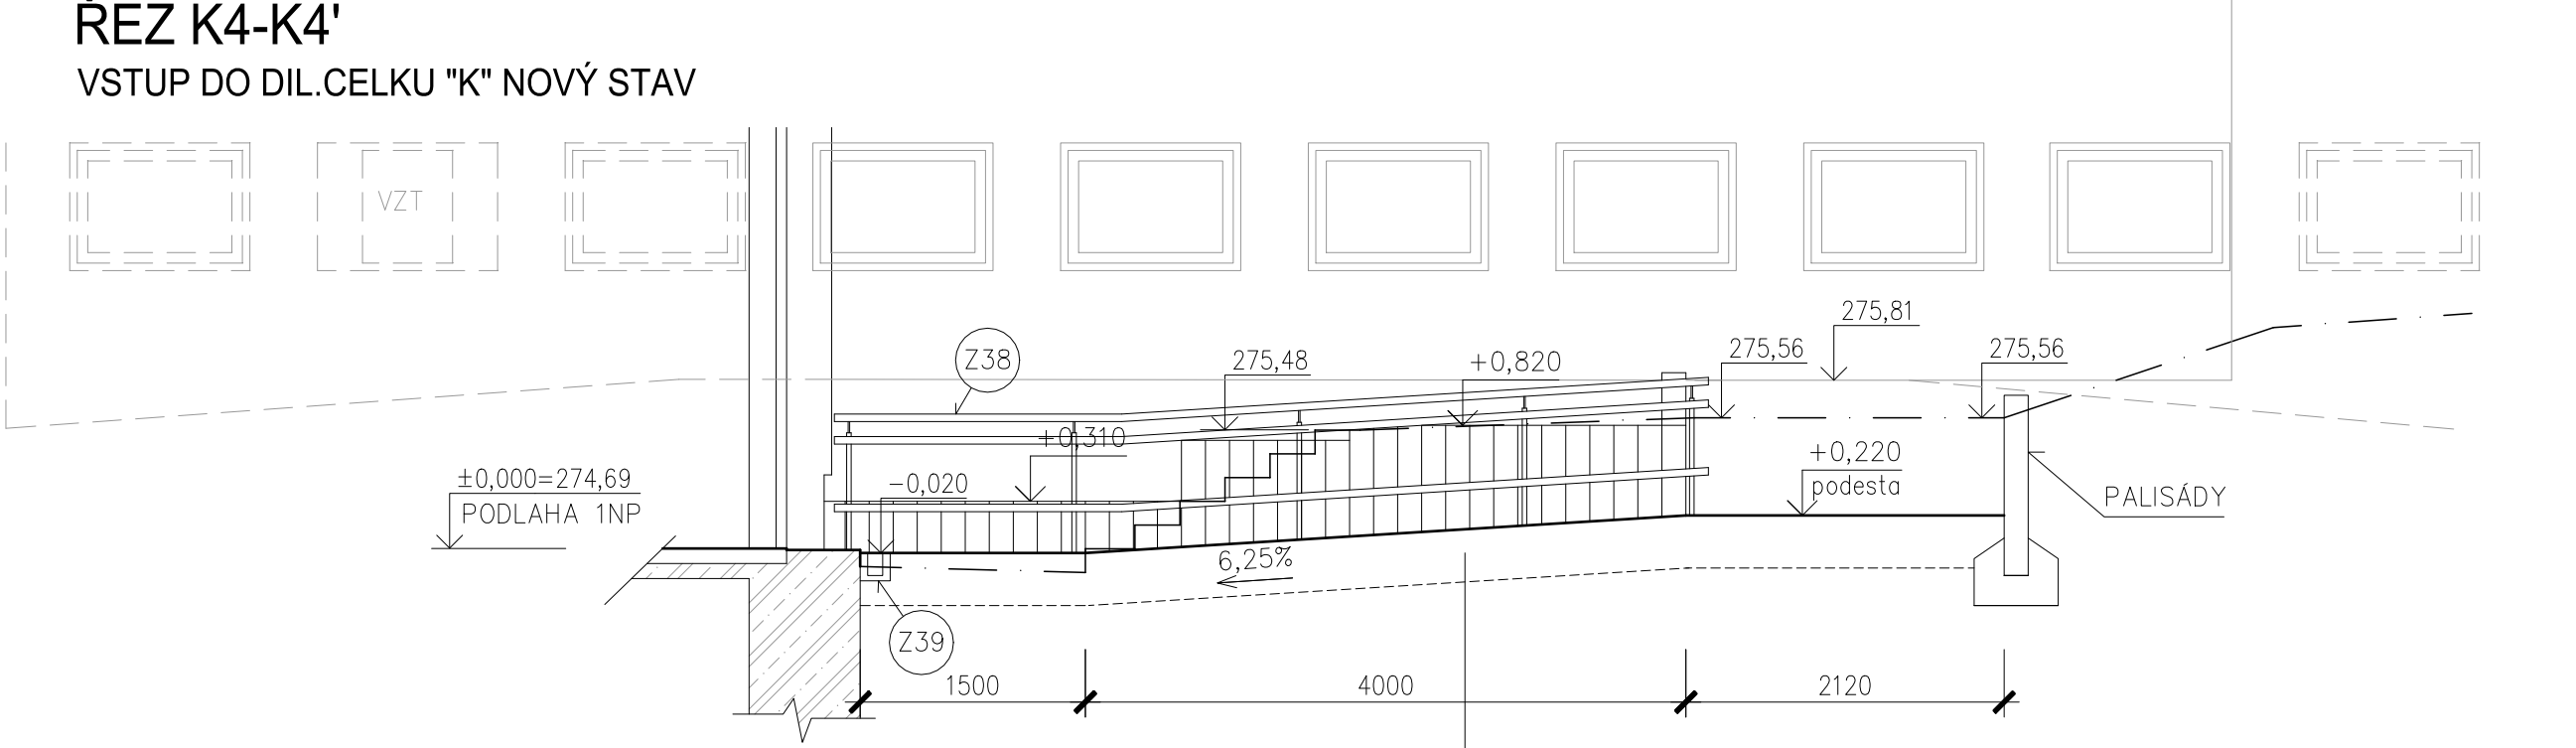 ŘEZ K4-K4'
VSTUP DO DIL.CELKU "K" NOVÝ STAV
VZT
275,81
Z38
275,48
+0,820
275,56
275,56
+0,310
±0,000=274,69
PODLAHA 1NP
-0,020
+0,220
podesta
PALISÁDY
6,25%
Z39
1500
4000
2120